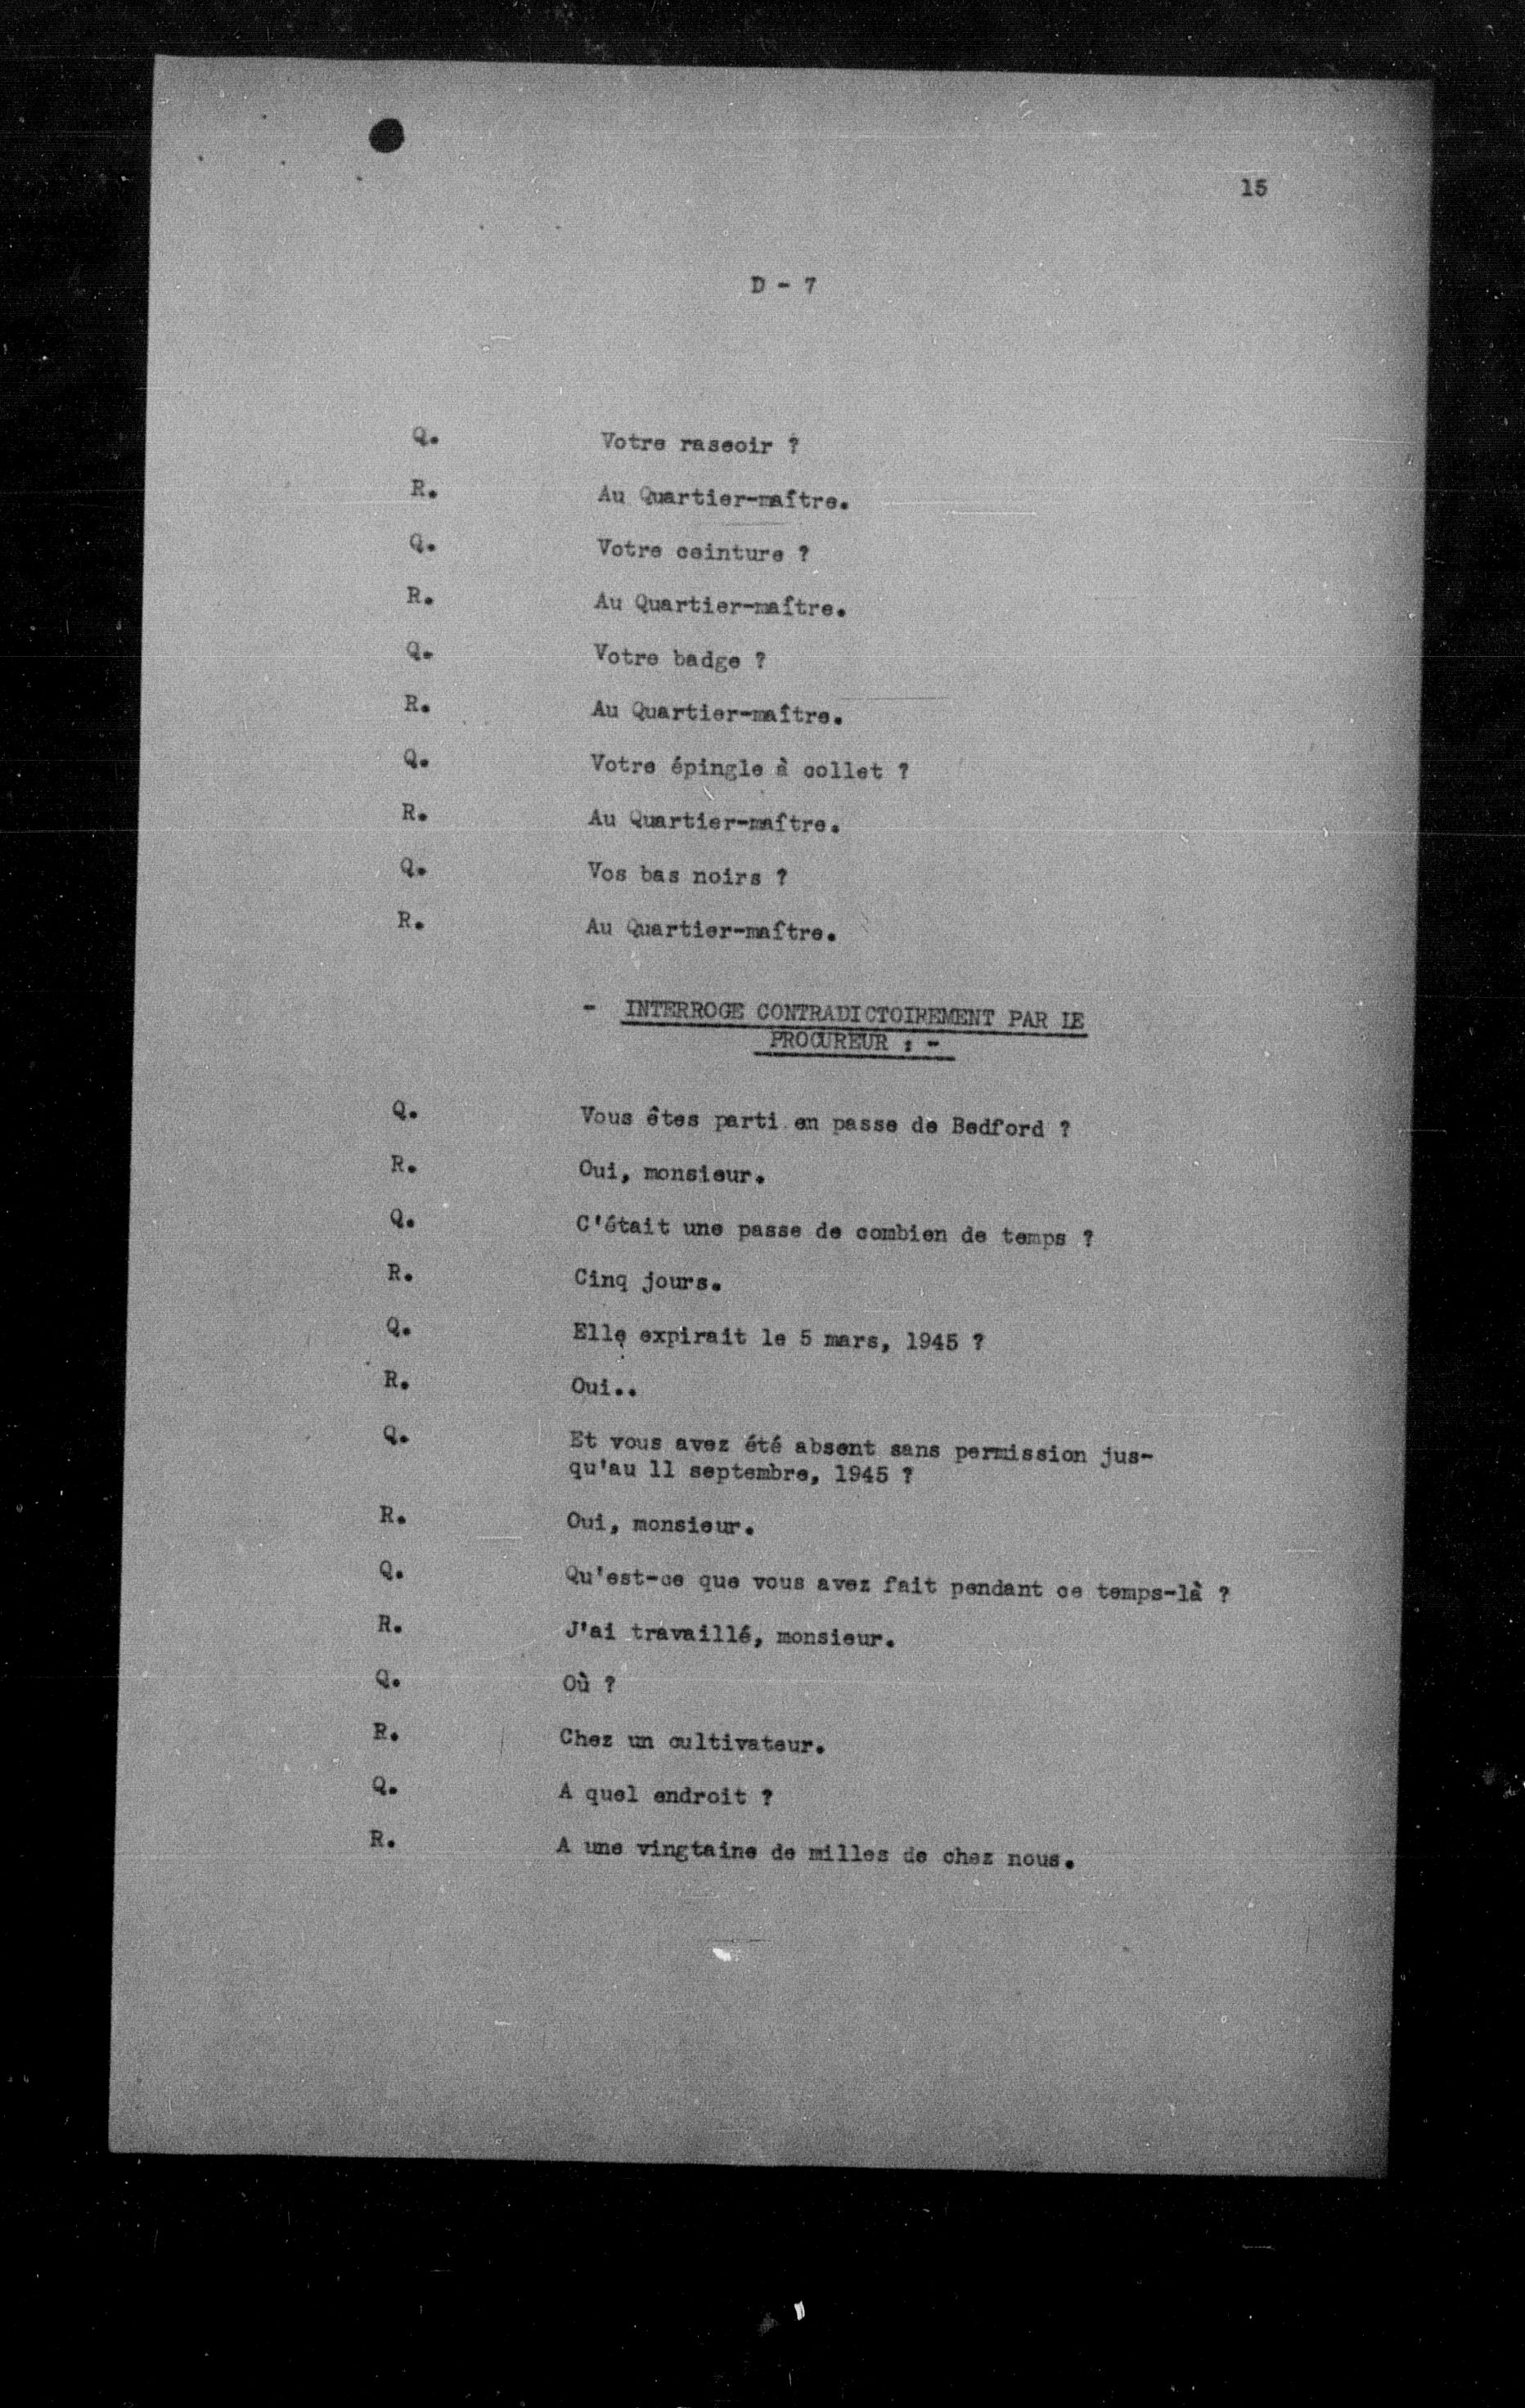 15
D - 7
Q. Votre raseoir ?
R. Au Quartier-maître.
Q. Votre ceinture ?
R. Au Quartier-maître.
Q. Votre badge ?
R. Au Quartier-maître.
Q. Votre épingle à collet ?
R. Au Quartier-maître.
Q. Vos bas noirs ?
R. Au Quartier-maître.
- INTERROGE CONTRADICTOIREMENT PAR LE
PROCUREUR : -
Q. Vous êtes parti en passe de Bedford ?
R. Oui, monsieur.
Q. C'était une passe de combien de temps ?
R. Cinq jours.
Q. Elle expirait le 5 mars, 1945 ?
R. Oui..
Q. Et vous avez été absent sans permission jus-
qu'au 11 septembre, 1945 ?
R. Oui, monsieur.
Q. Qu'est-ce que vous avez fait pendant ce temps-là ?
R. J'ai travaillé, monsieur.
Q. Où ?
R. Chez un cultivateur.
Q. A quel endroit ?
R. A une vingtaine de milles de chez nous.